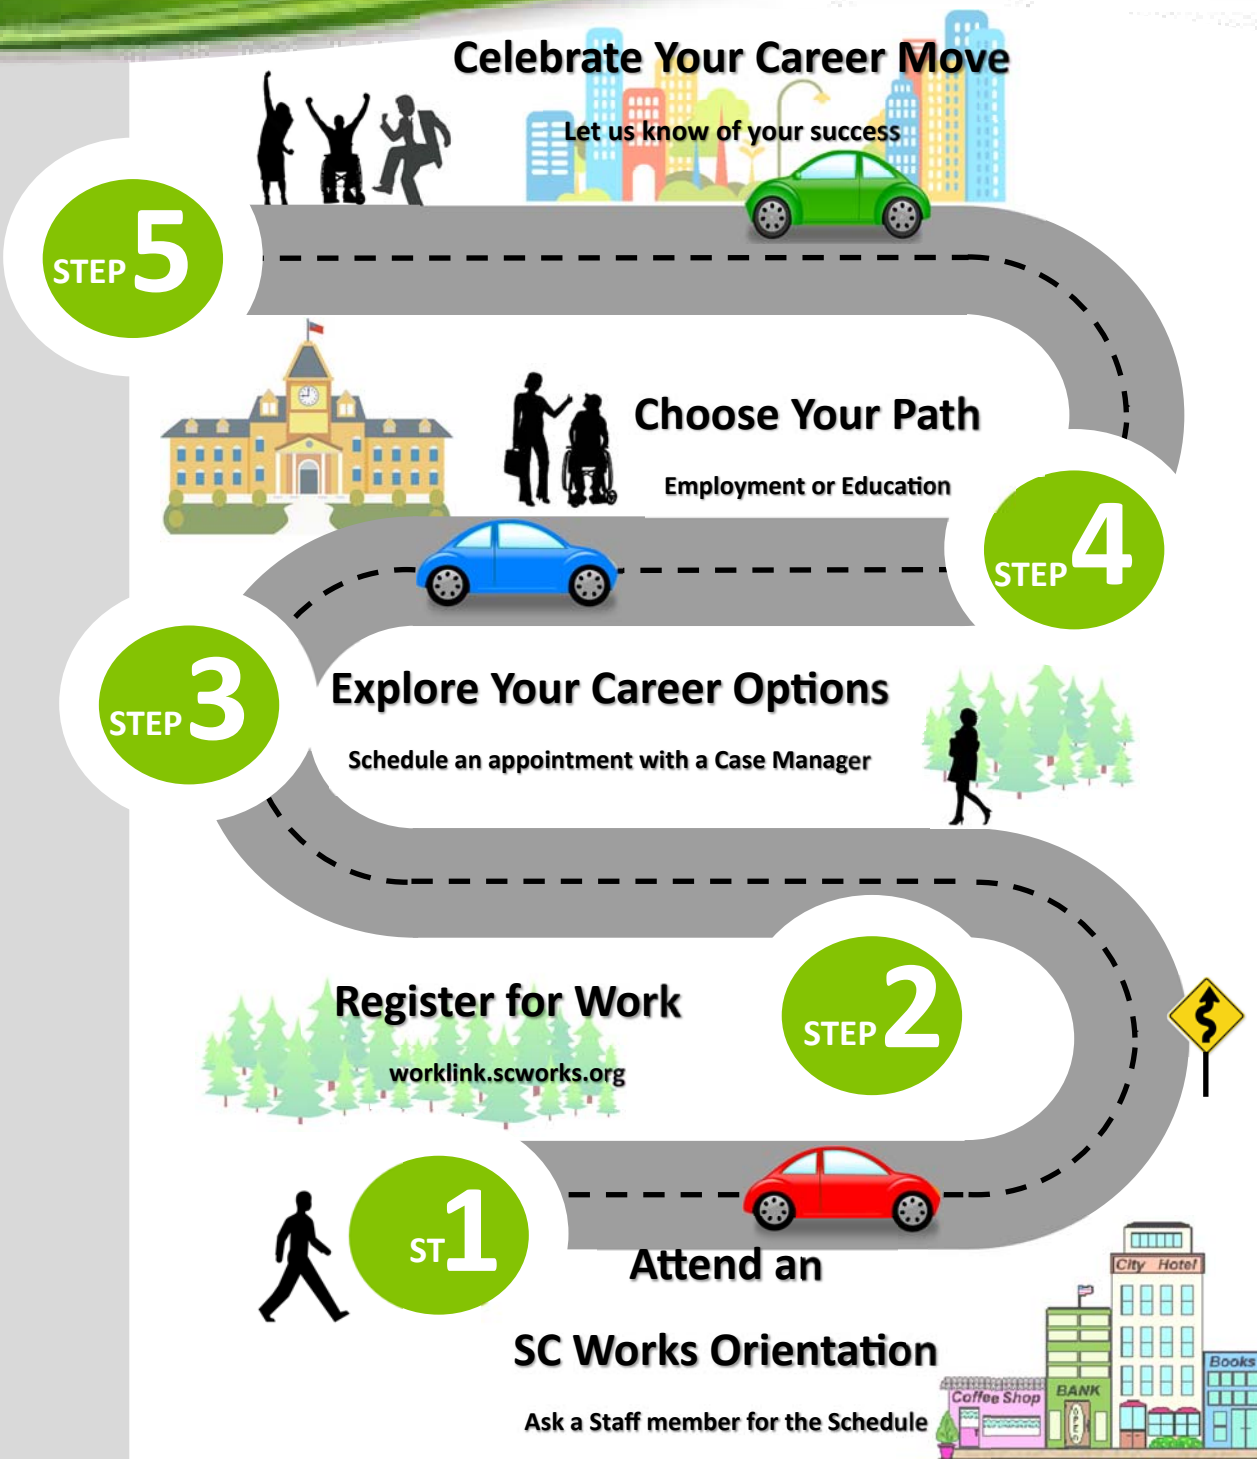 Celebrate Your Career Move
Let us know of your success
STEP 5
Choose Your Path
Employment or Education
STEP 4
STEP 3
Explore Your Career Options
Schedule an appointment with a Case Manager
Register for Work
worklink.scworks.org
STEP 2
ST 1
Attend an
SC Works Orientation
Ask a Staff member for the Schedule
City Hotel
Books
BANK
Coffee Shop
OPEN